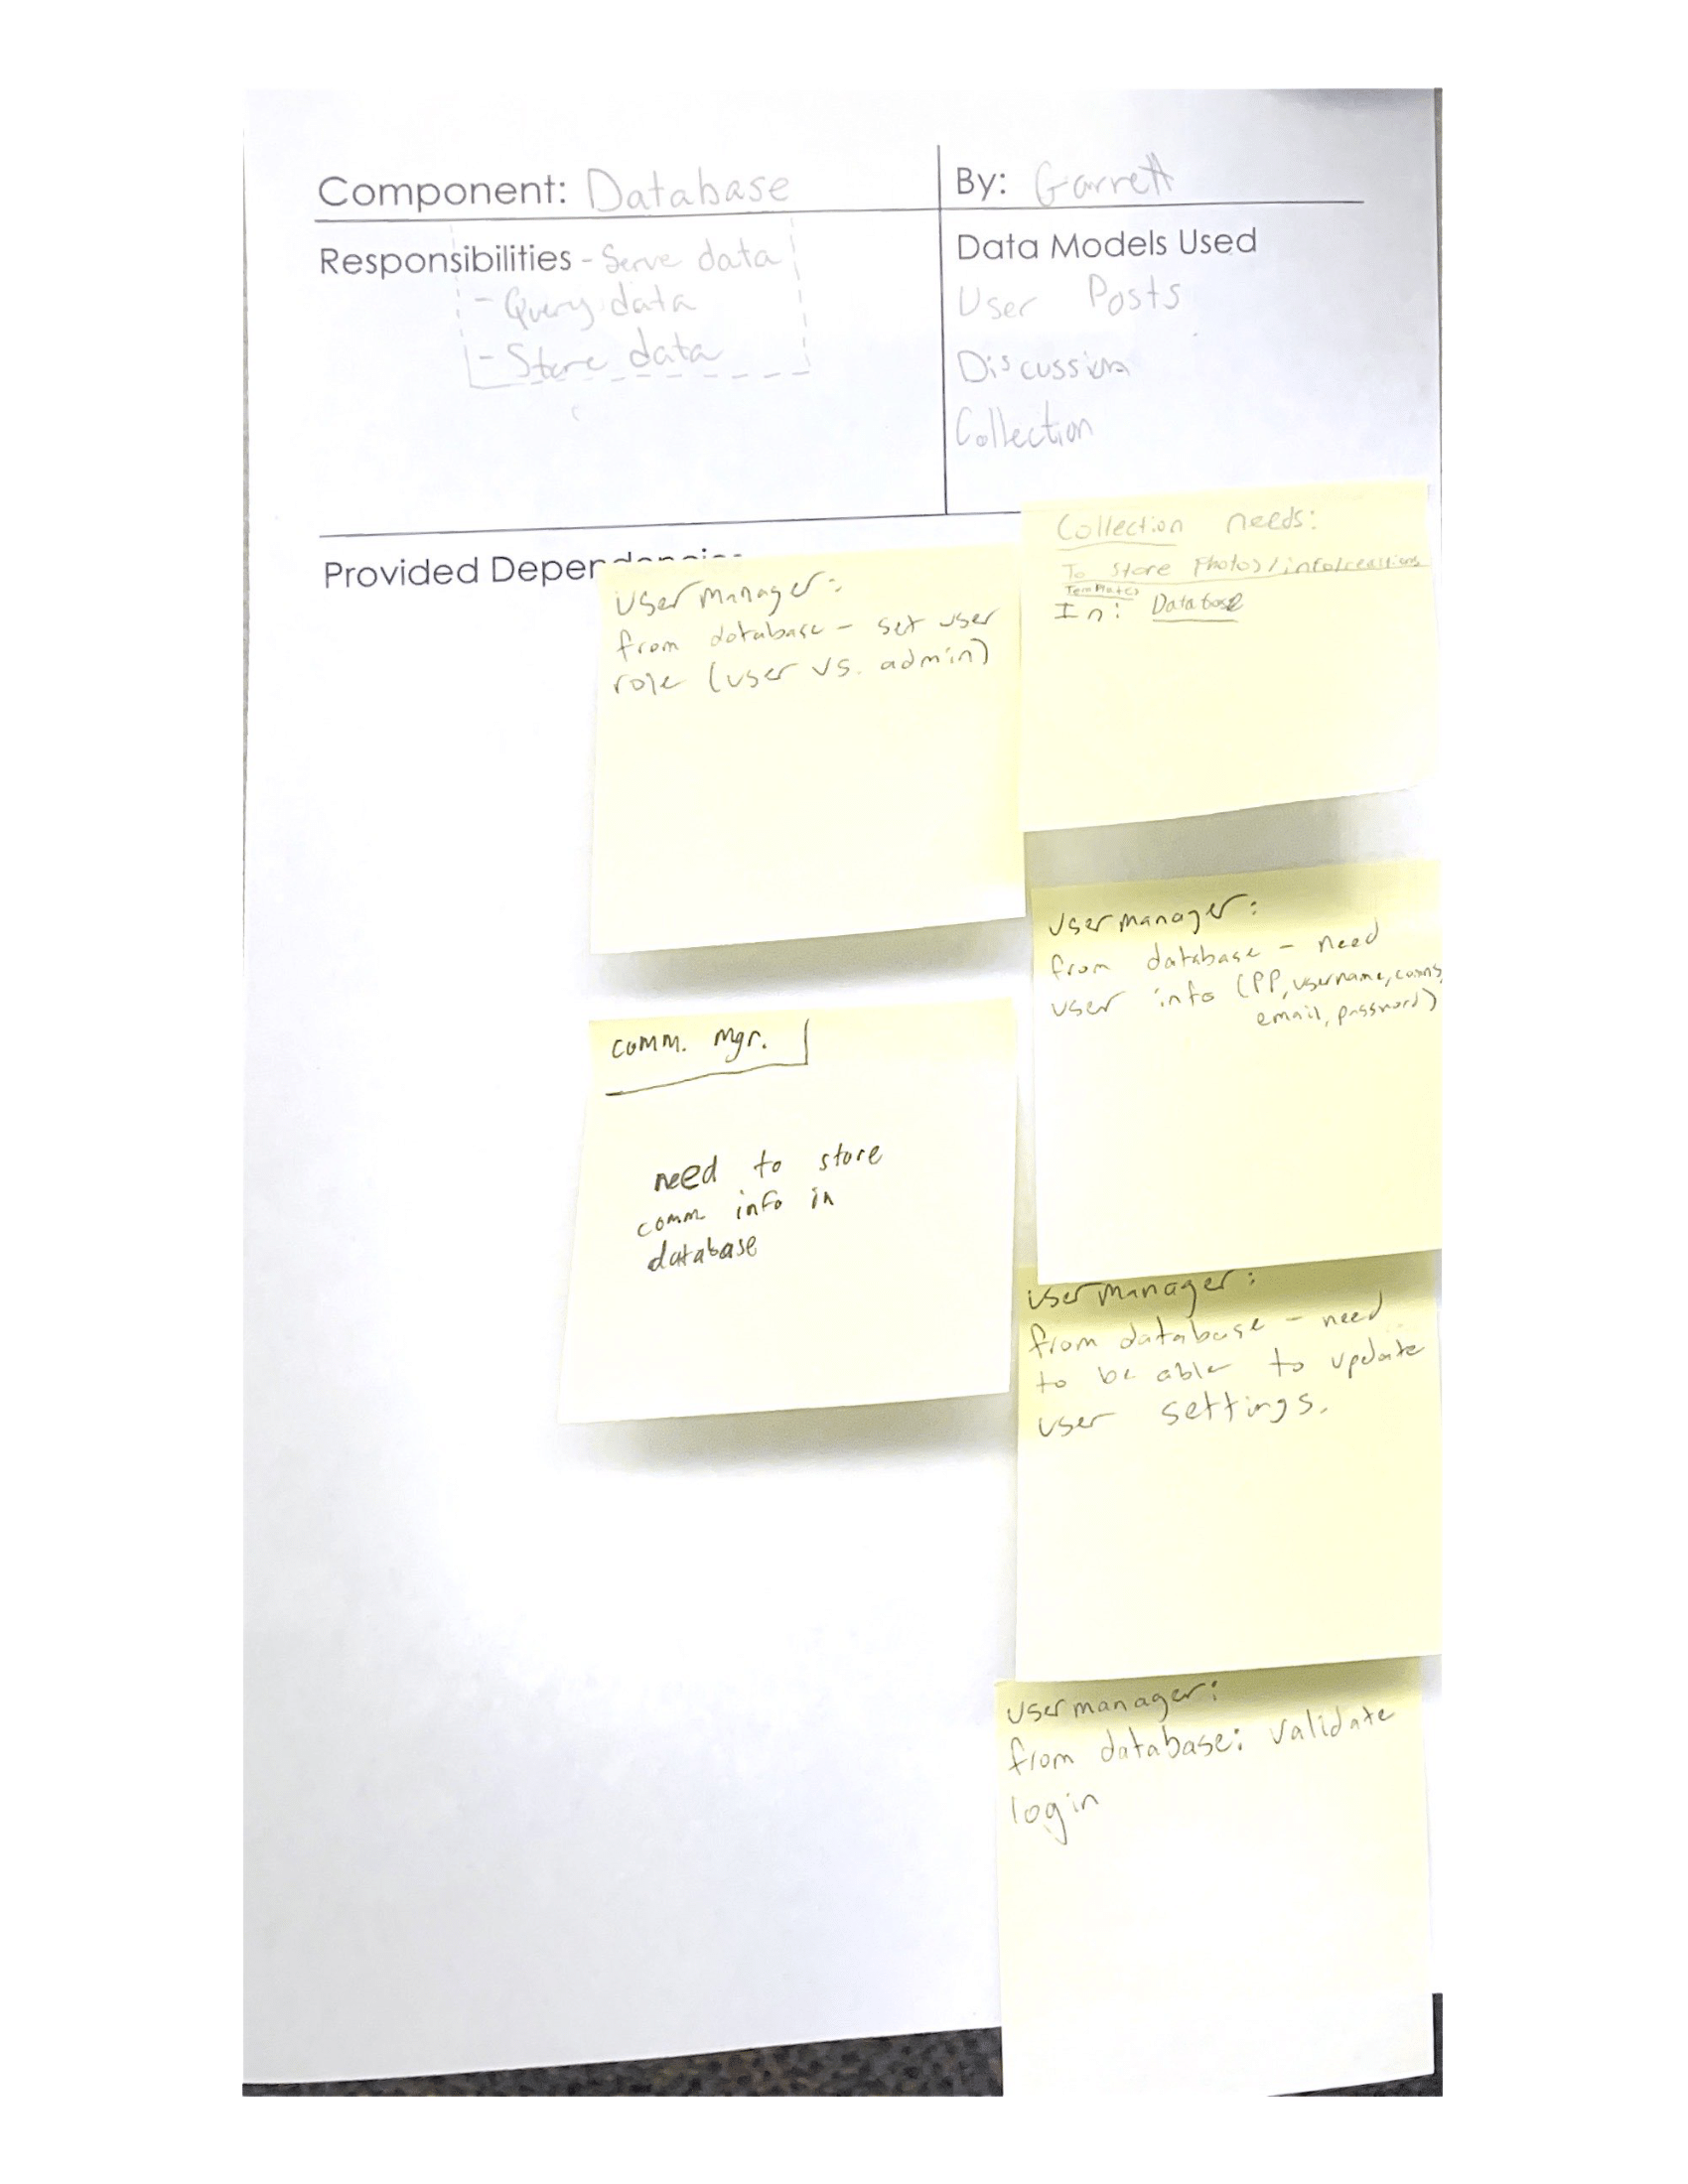 Component: Database
By: Garrett
Responsibilities - Serve data
- Query data
- Store data
Data Models Used
User Posts
Discussion
Collection
Provided
User manager:
from database - set user
role (user vs. admin)
Collection needs:
To Store Photos/info/
Templates
In: Database
User manager:
from database - need
user info (PP, username, comms,
email, password)
comm. mgr.
need to store
comm info in
database
User manager:
from database - need
to be able to update
user settings.
User manager:
from database: validate
login